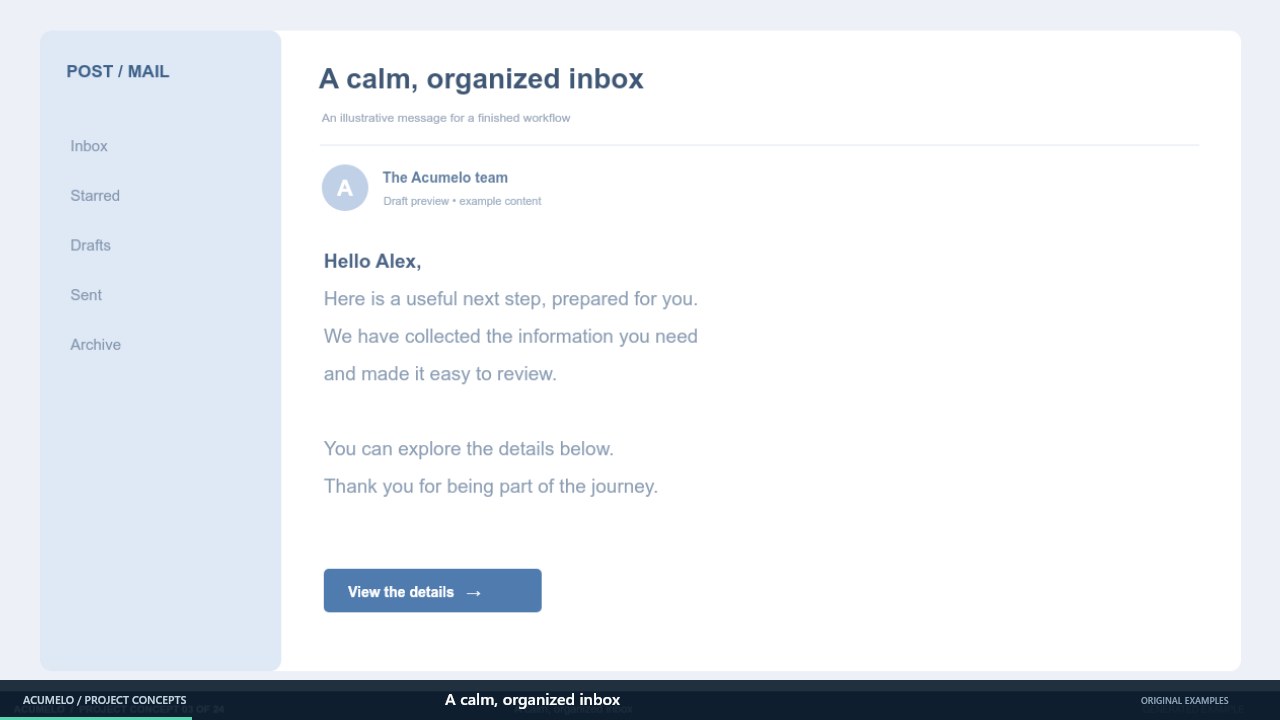 POST / MAIL
Inbox
Starred
Drafts
Sent
Archive
A calm, organized inbox
An illustrative message for a finished workflow
A
The Acumelo team
Draft preview • example content
Hello Alex,
Here is a useful next step, prepared for you.
We have collected the information you need
and made it easy to review.
You can explore the details below.
Thank you for being part of the journey.
View the details →
ACUMELO / PROJECT CONCEPTS
A calm, organized inbox
ORIGINAL EXAMPLES